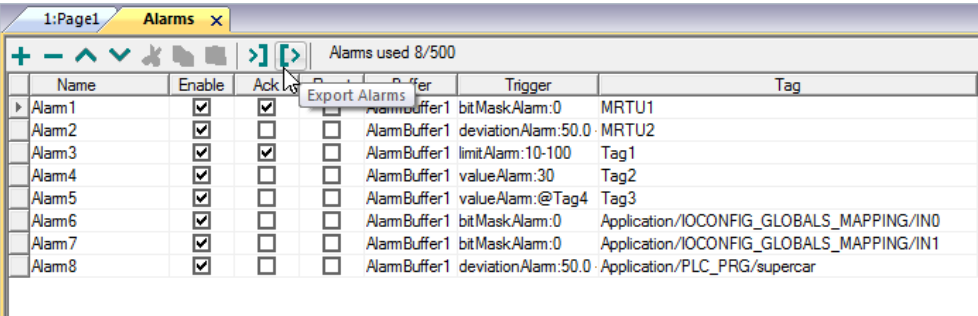 1:Page1 Alarms x
Alarms used 8/500
Name Enable Ack Buffer Trigger Tag
Export Alarms
Alarm1 AlarmBuffer1 bitMaskAlarm:0 MRTU1
Alarm2 AlarmBuffer1 deviationAlarm:50.0 - MRTU2
Alarm3 AlarmBuffer1 limitAlarm:10-100 Tag1
Alarm4 AlarmBuffer1 valueAlarm:30 Tag2
Alarm5 AlarmBuffer1 valueAlarm:@Tag4 Tag3
Alarm6 AlarmBuffer1 bitMaskAlarm:0 Application/IOCONFIG_GLOBALS_MAPPING/IN0
Alarm7 AlarmBuffer1 bitMaskAlarm:0 Application/IOCONFIG_GLOBALS_MAPPING/IN1
Alarm8 AlarmBuffer1 deviationAlarm:50.0 - Application/PLC_PRG/supercar